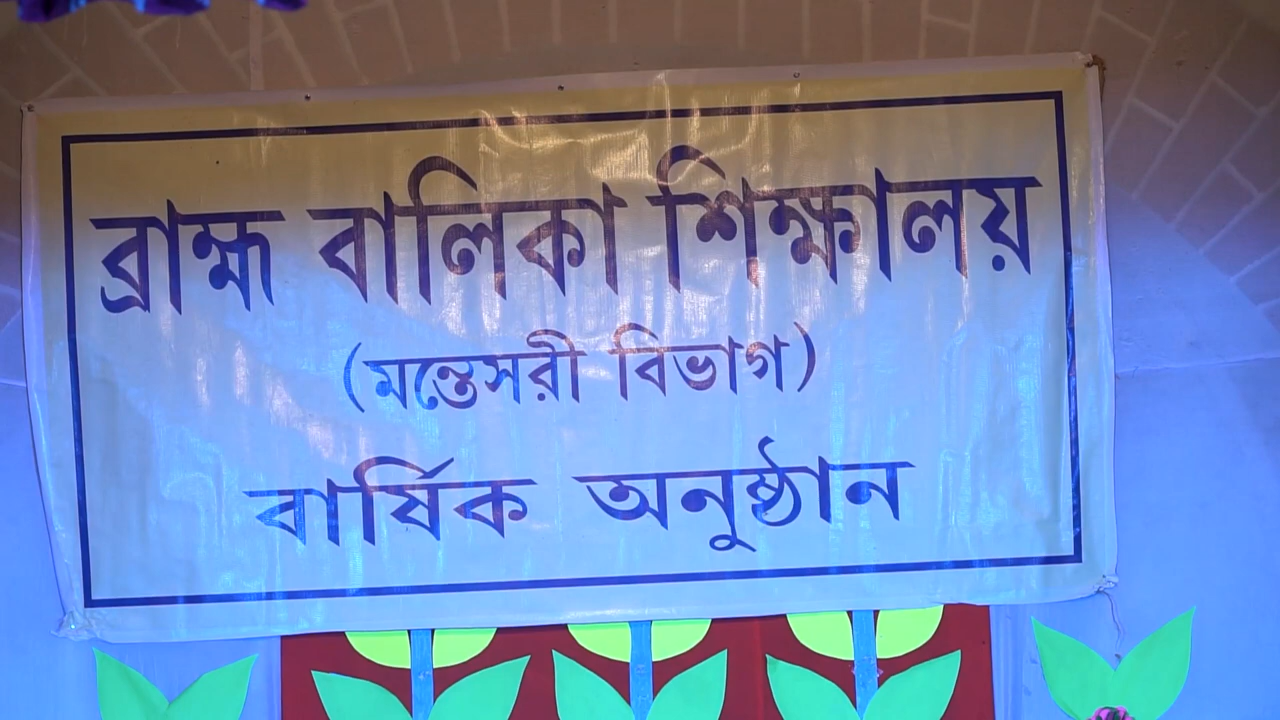 ব্রাহ্ম বালিকা শিক্ষালয়
(মন্তেসরী বিভাগ)
বার্ষিক অনুষ্ঠান